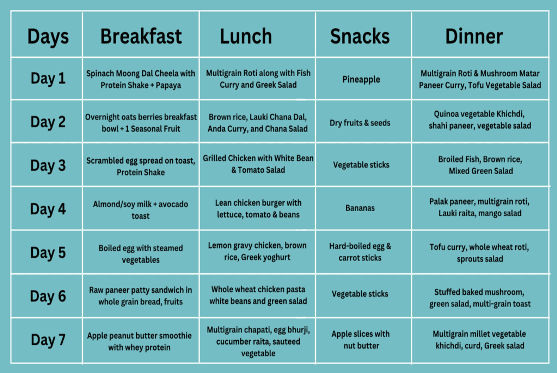 Days Breakfast Lunch Snacks Dinner
Day 1
Spinach Moong Dal Cheela with
Protein Shake + Papaya
Multigrain Roti along with Fish
Curry and Greek Salad
Pineapple
Multigrain Roti & Mushroom Matar
Paneer Curry, Tofu Vegetable Salad
Day 2
Overnight oats berries breakfast
bowl + 1 Seasonal Fruit
Brown rice, Lauki Chana Dal,
Anda Curry, and Chana Salad
Dry fruits & seeds
Quinoa vegetable Khichdi,
shahi paneer, vegetable salad
Day 3
Scrambled egg spread on toast,
Protein Shake
Grilled Chicken with White Bean
& Tomato Salad
Vegetable sticks
Broiled Fish, Brown rice,
Mixed Green Salad
Day 4
Almond/soy milk + avocado
toast
Lean chicken burger with
lettuce, tomato & beans
Bananas
Palak paneer, multigrain roti,
Lauki raita, mango salad
Day 5
Boiled egg with steamed
vegetables
Lemon gravy chicken, brown
rice, Greek yoghurt
Hard-boiled egg &
carrot sticks
Tofu curry, whole wheat roti,
sprouts salad
Day 6
Raw paneer patty sandwich in
whole grain bread, fruits
Whole wheat chicken pasta
white beans and green salad
Vegetable sticks
Stuffed baked mushroom,
green salad, multi-grain toast
Day 7
Apple peanut butter smoothie
with whey protein
Multigrain chapati, egg bhurji,
cucumber raita, sauteed
vegetable
Apple slices with
nut butter
Multigrain millet vegetable
khichdi, curd, Greek salad